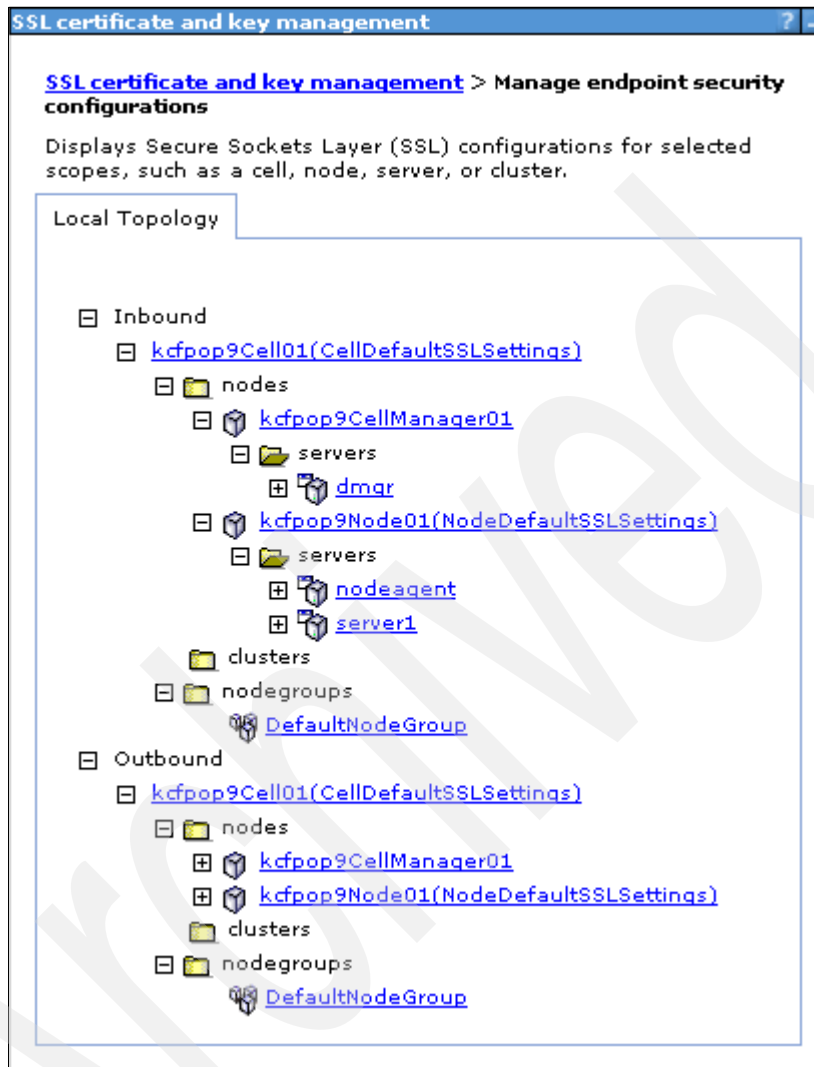 SSL certificate and key management ? -
SSL certificate and key management > Manage endpoint security
configurations
Displays Secure Sockets Layer (SSL) configurations for selected
scopes, such as a cell, node, server, or cluster.
Local Topology
Inbound
kcfpop9Cell01(CellDefaultSSLSettings)
nodes
kcfpop9CellManager01
servers
dmgr
kcfpop9Node01(NodeDefaultSSLSettings)
servers
nodeagent
server1
clusters
nodegroups
DefaultNodeGroup
Outbound
kcfpop9Cell01(CellDefaultSSLSettings)
nodes
kcfpop9CellManager01
kcfpop9Node01(NodeDefaultSSLSettings)
clusters
nodegroups
DefaultNodeGroup
Archived